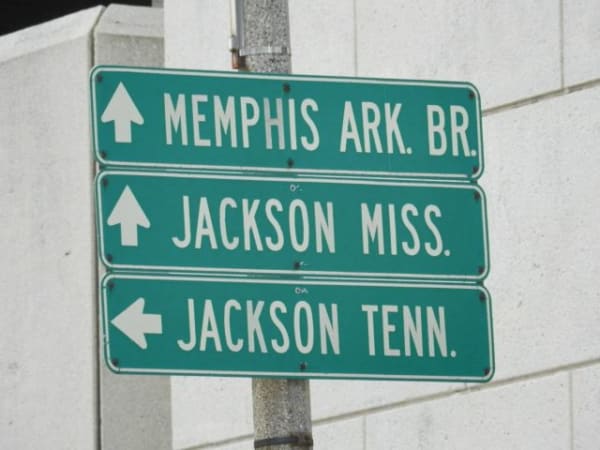 MEMPHIS ARK. BR.
JACKSON MISS.
JACKSON TENN.